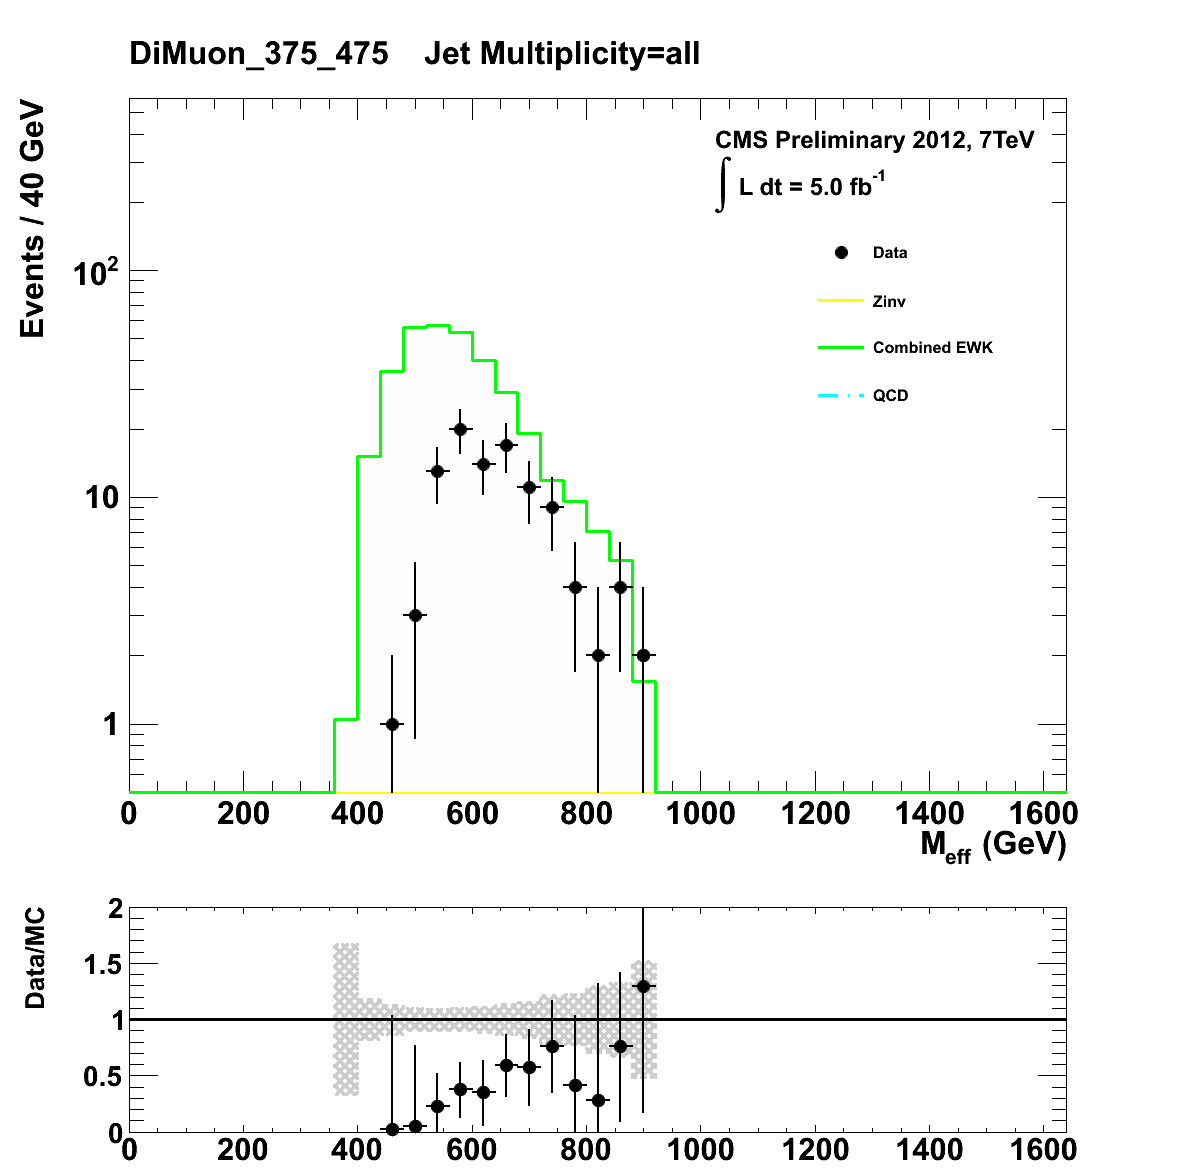 DiMuon_375_475 Jet Multiplicity=all
Events / 40 GeV
CMS Preliminary 2012, 7TeV
∫ L dt = 5.0 fb⁻¹
Data
Zinv
Combined EWK
QCD
10²
10
1
0 200 400 600 800 1000 1200 1400 1600
M_eff (GeV)
Data/MC
2
1.5
1
0.5
0
0 200 400 600 800 1000 1200 1400 1600